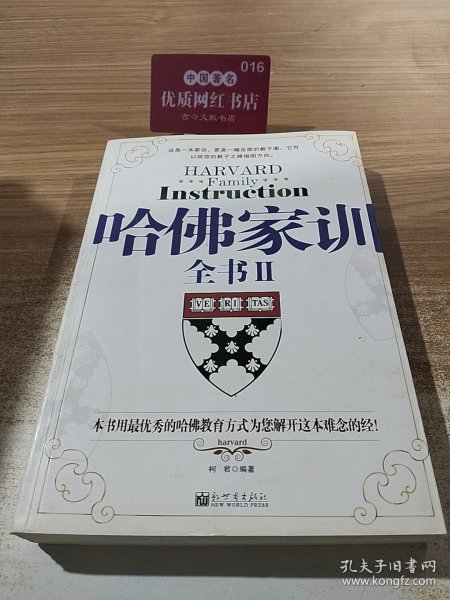 016
中国著名
优质网红书店
古今文献书店
这是一本家训，更是一幅全面的教子图，它可
以将您的教子之路指明方向。
HARVARD
Family
Instruction
哈佛家训
全书II
VE RI TAS
本书用最优秀的哈佛教育方式为您解开这本难念的经！
harvard
柯 君◎编著
新世界出版社
NEW WORLD PRESS
孔夫子旧书网
www.kongfz.com